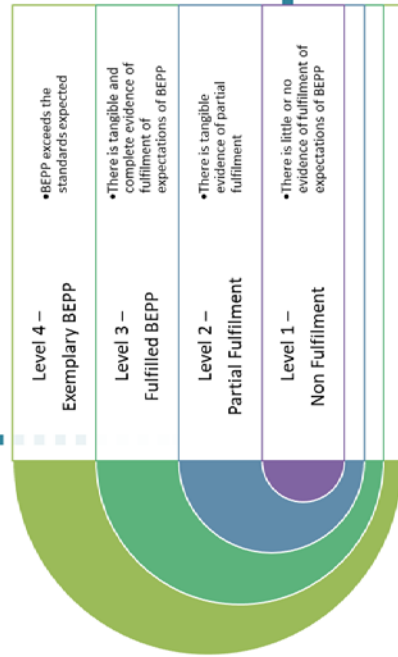 Level 4 –
Exemplary BEPP
•BEPP exceeds the
standards expected
Level 3 –
Fulfilled BEPP
•There is tangible and
complete evidence of
fulfilment of
expectations of BEPP
Level 2 –
Partial Fulfilment
•There is tangible
evidence of partial
fulfilment
Level 1 –
Non Fulfilment
•There is little or no
evidence of fulfilment of
expectations of BEPP